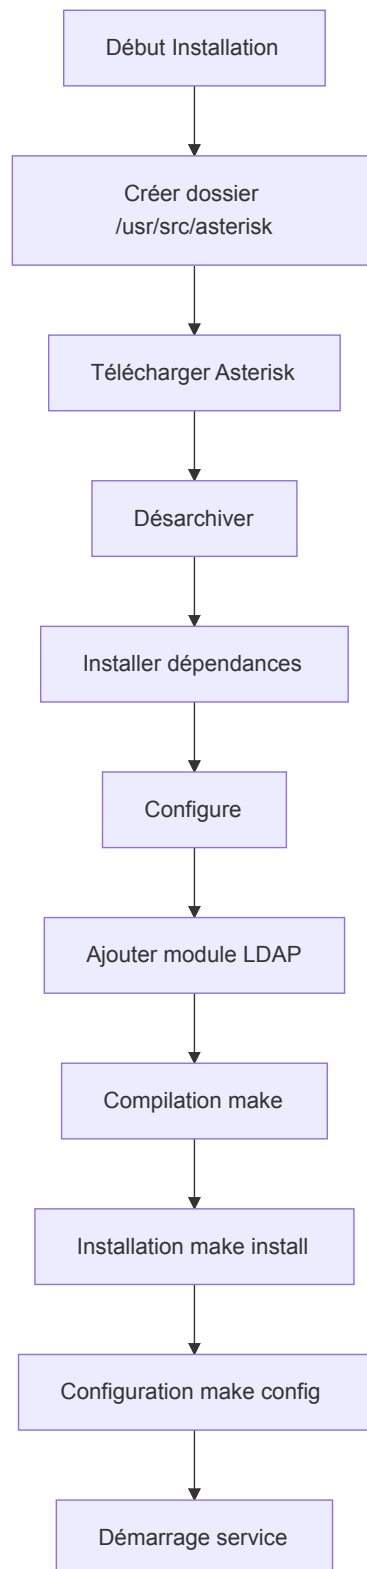 Début Installation
Créer dossier
/usr/src/asterisk
Télécharger Asterisk
Désarchiver
Installer dépendances
Configure
Ajouter module LDAP
Compilation make
Installation make install
Configuration make config
Démarrage service